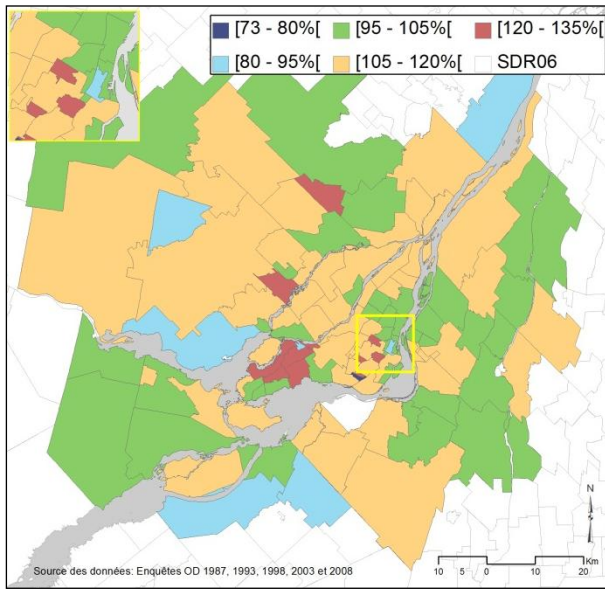 [73 - 80%[ [95 - 105%[ [120 - 135%[
[80 - 95%[ [105 - 120%[ SDR06
N
Km
10 5 0 10 20
Source des données: Enquêtes OD 1987, 1993, 1998, 2003 et 2008